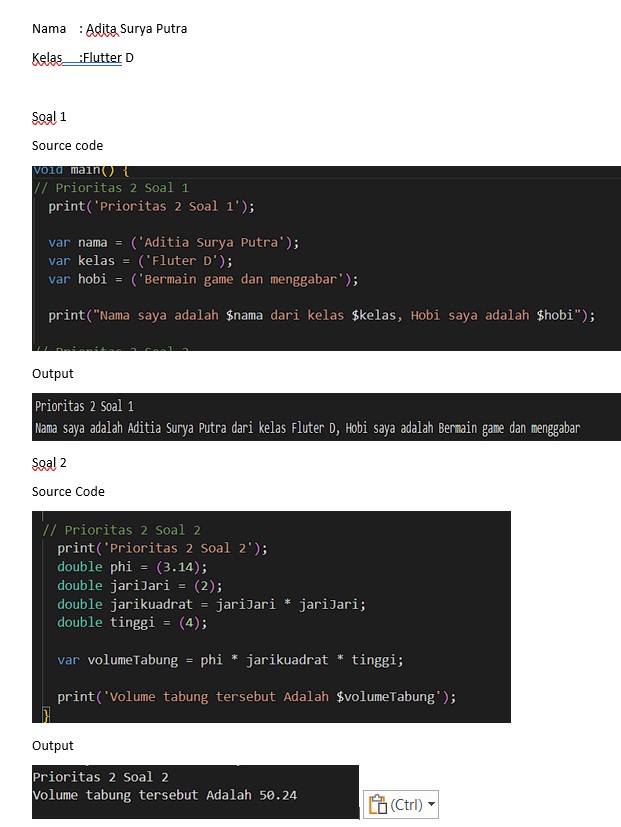 Nama : Adita Surya Putra
Kelas :Flutter D
Soal 1
Source code
void main() {
// Prioritas 2 Soal 1
print('Prioritas 2 Soal 1');
var nama = ('Aditia Surya Putra');
var kelas = ('Fluter D');
var hobi = ('Bermain game dan menggabar');
print("Nama saya adalah $nama dari kelas $kelas, Hobi saya adalah $hobi");
// Prioritas 2 Soal 2
Output
Prioritas 2 Soal 1
Nama saya adalah Aditia Surya Putra dari kelas Fluter D, Hobi saya adalah Bermain game dan menggabar
Soal 2
Source Code
// Prioritas 2 Soal 2
print('Prioritas 2 Soal 2');
double phi = (3.14);
double jariJari = (2);
double jarikuadrat = jariJari * jariJari;
double tinggi = (4);
var volumeTabung = phi * jarikuadrat * tinggi;
print('Volume tabung tersebut Adalah $volumeTabung');
}
Output
Prioritas 2 Soal 2
Volume tabung tersebut Adalah 50.24
(Ctrl)